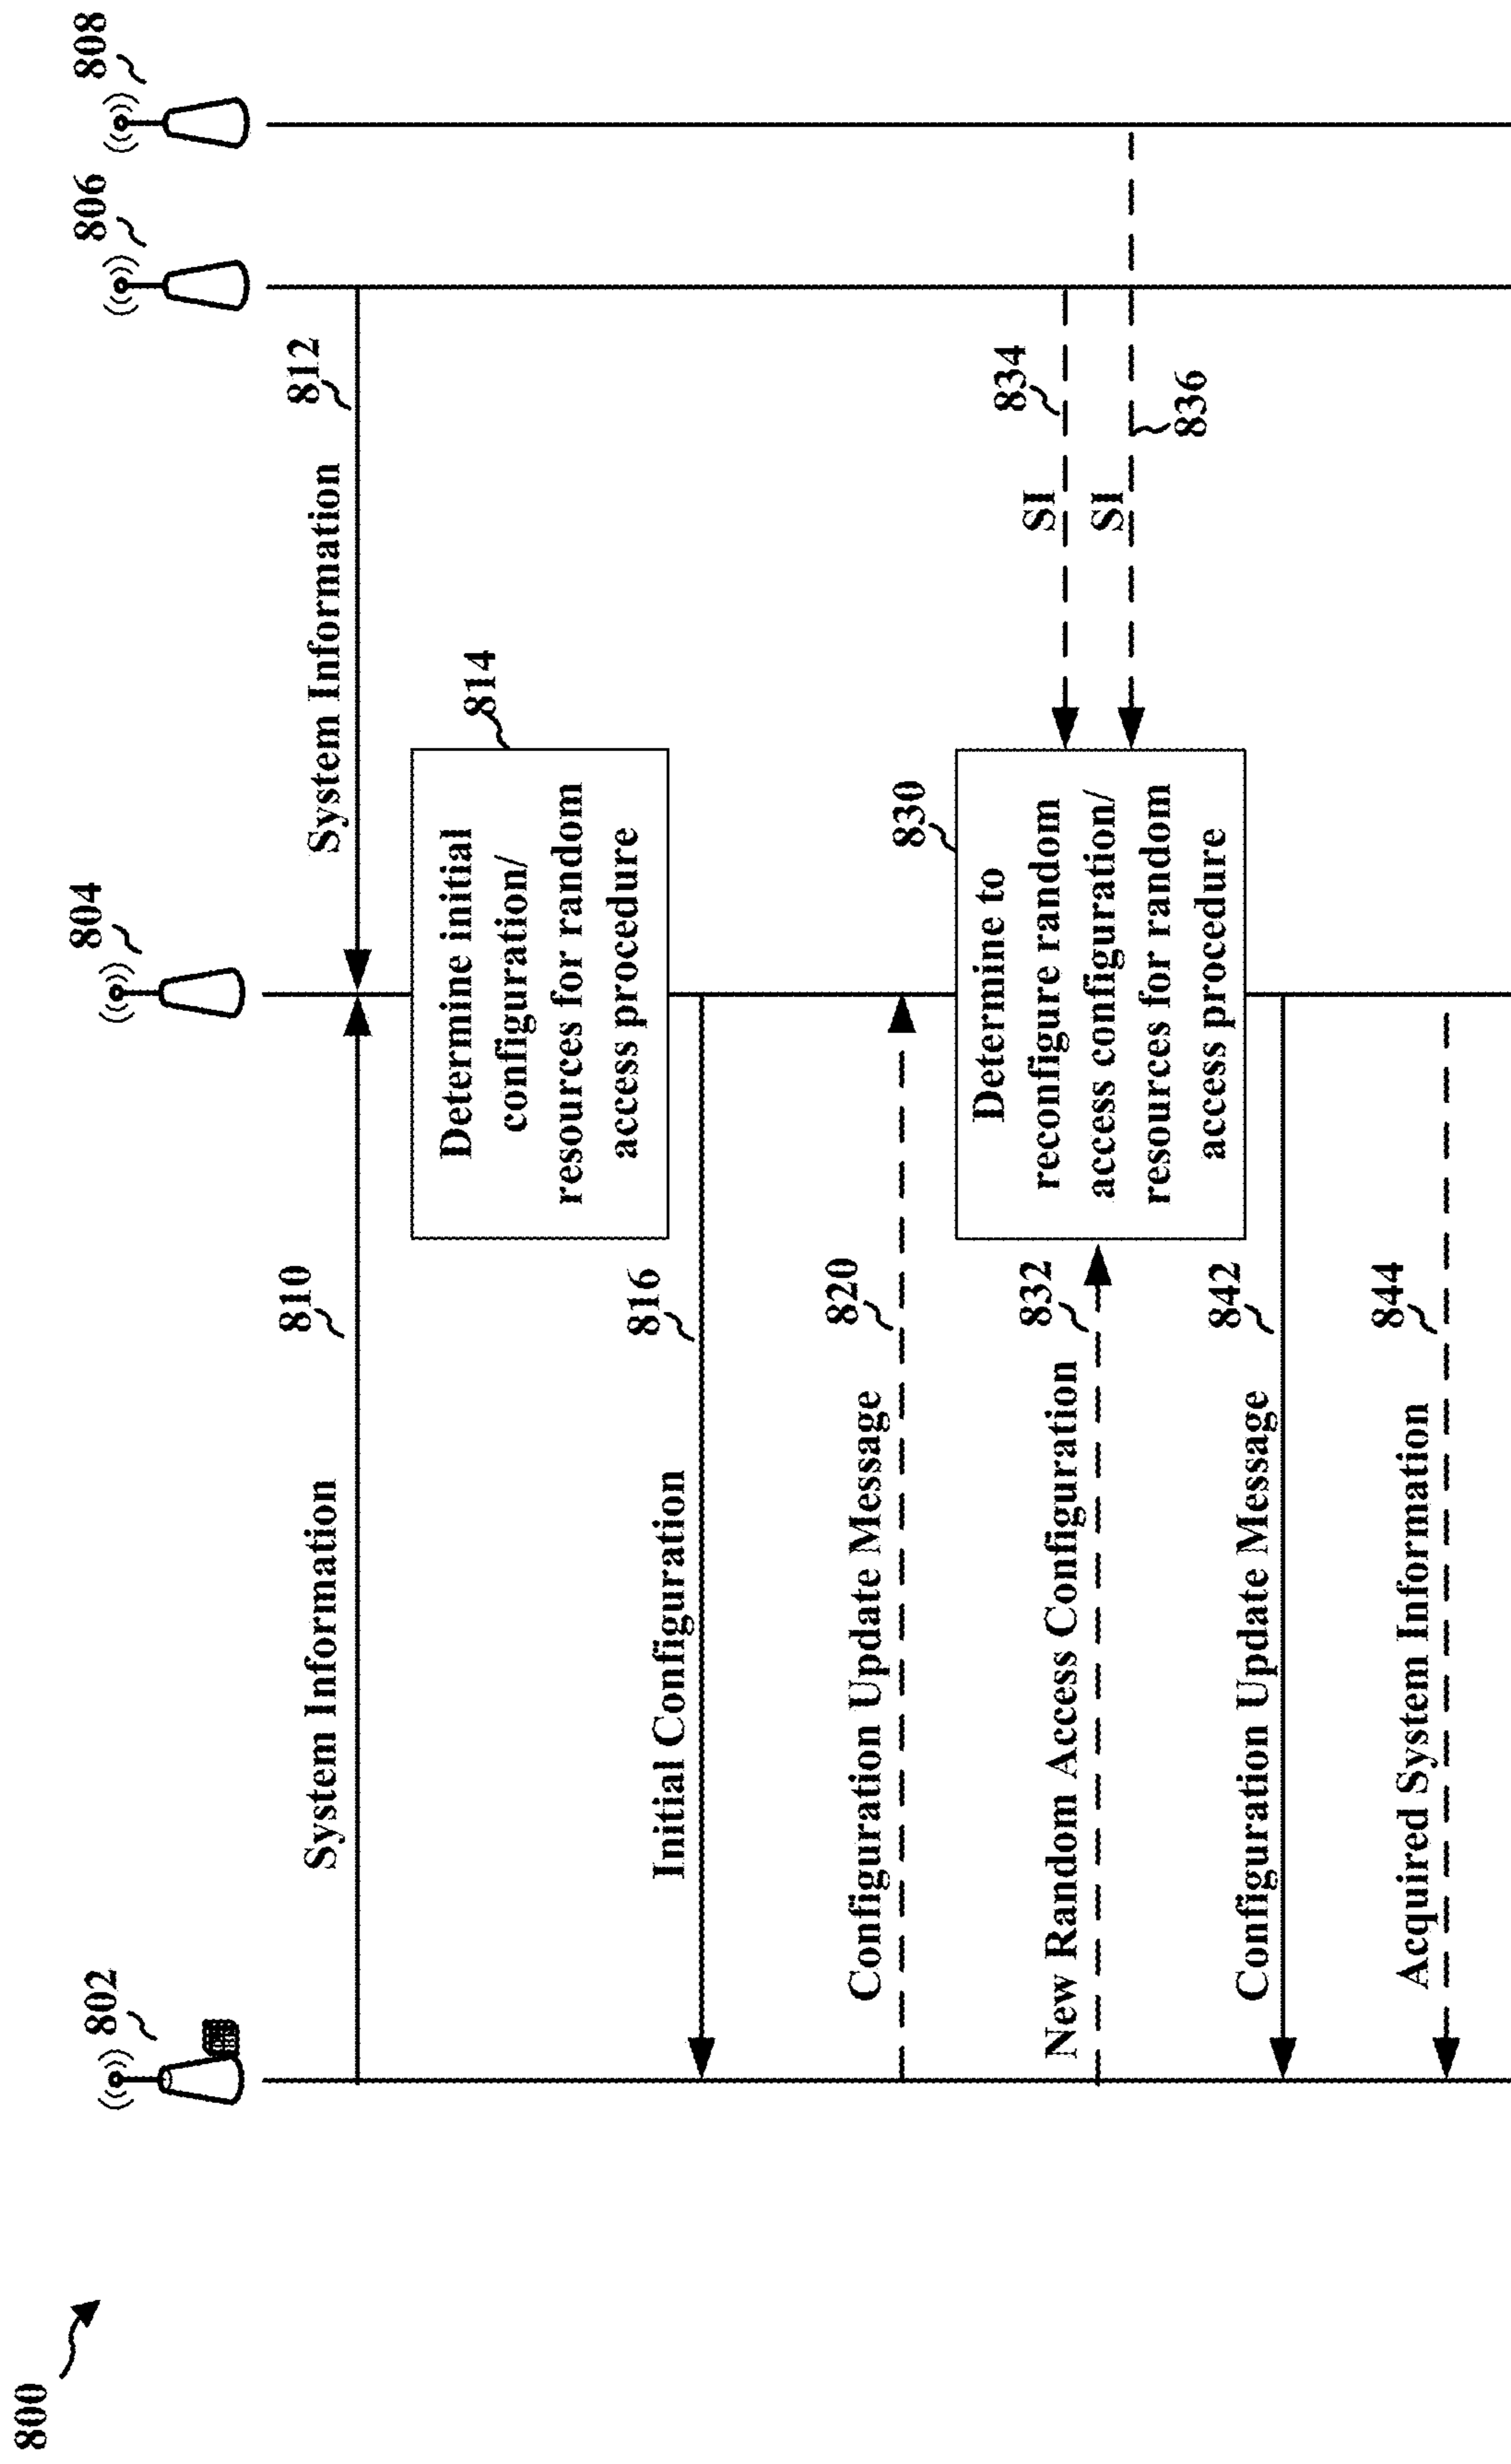 800
802
804
806
808
System Information
810
System Information
812
Determine initial
configuration/
resources for random
access procedure
814
Initial Configuration
816
Configuration Update Message
820
Determine to
reconfigure random
access configuration/
resources for random
access procedure
830
New Random Access Configuration
832
SI
834
SI
836
Configuration Update Message
842
Acquired System Information
844